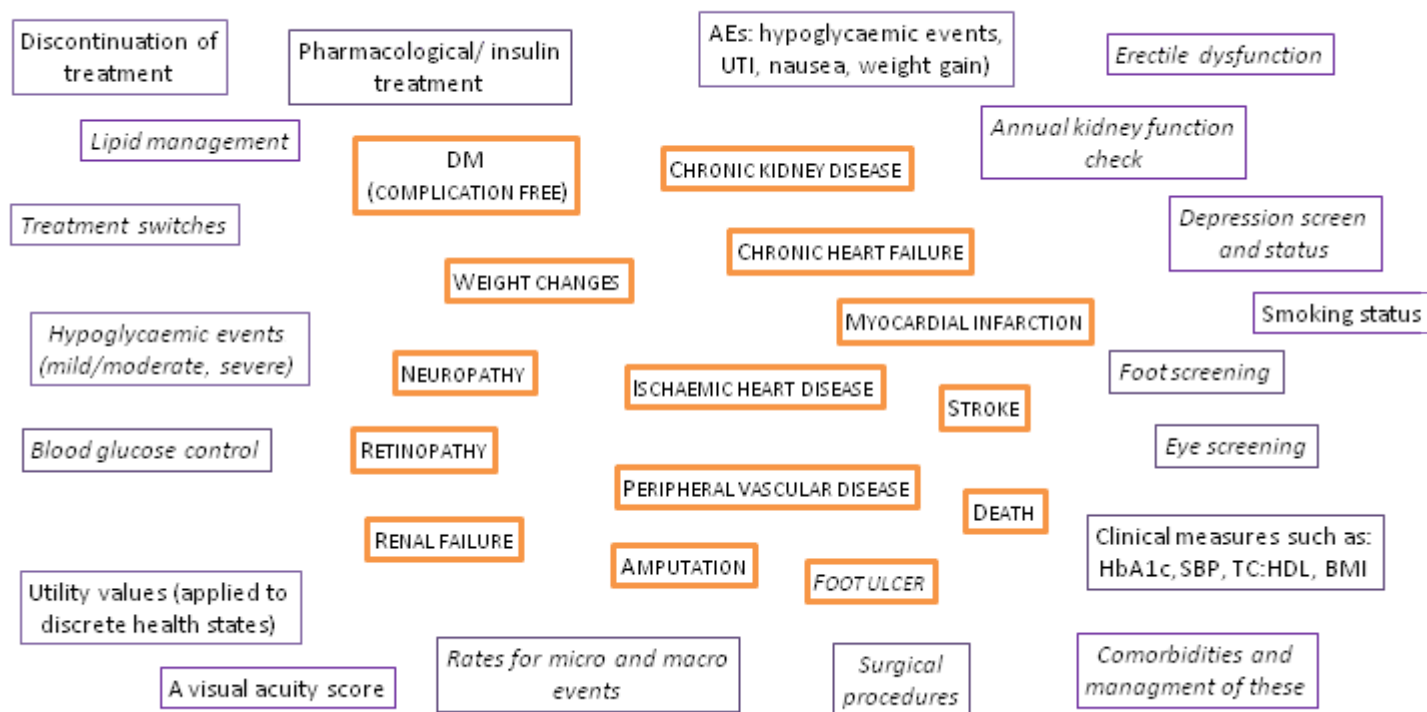 Discontinuation of
treatment
Pharmacological/ insulin
treatment
AEs: hypoglycaemic events,
UTI, nausea, weight gain)
Erectile dysfunction
Lipid management
DM
(COMPLICATION FREE)
CHRONIC KIDNEY DISEASE
Annual kidney function
check
Treatment switches
Depression screen
and status
CHRONIC HEART FAILURE
WEIGHT CHANGES
Smoking status
MYOCARDIAL INFARCTION
Hypoglycaemic events
(mild/moderate, severe)
NEUROPATHY
ISCHAEMIC HEART DISEASE
Foot screening
STROKE
Blood glucose control
RETINOPATHY
Eye screening
PERIPHERAL VASCULAR DISEASE
DEATH
RENAL FAILURE
AMPUTATION
FOOT ULCER
Clinical measures such as:
HbA1c, SBP, TC:HDL, BMI
Utility values (applied to
discrete health states)
A visual acuity score
Rates for micro and macro
events
Surgical
procedures
Comorbidities and
managment of these